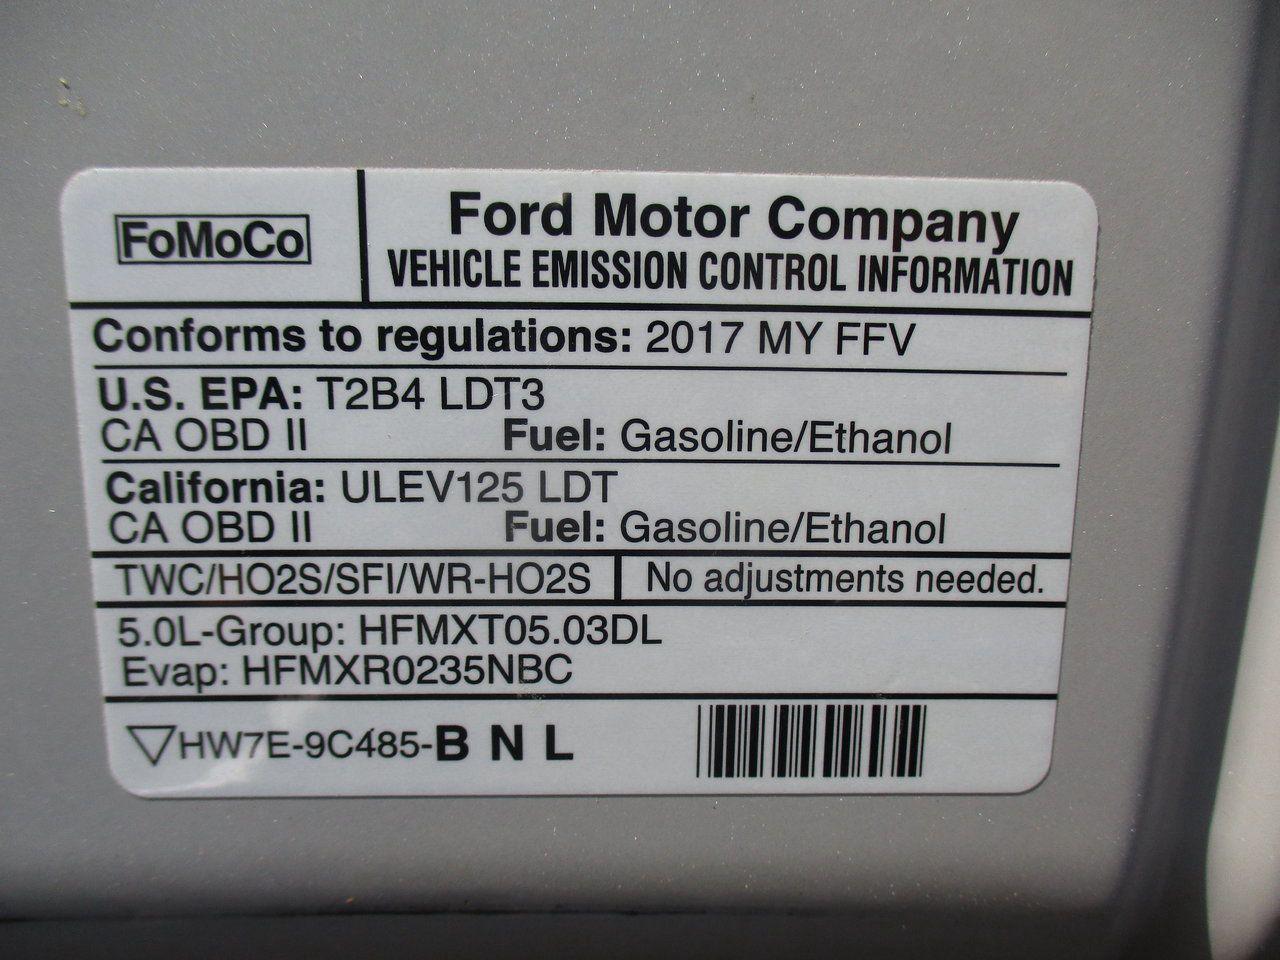 FoMoCo
Ford Motor Company
VEHICLE EMISSION CONTROL INFORMATION
Conforms to regulations: 2017 MY FFV
U.S. EPA: T2B4 LDT3
CA OBD II Fuel: Gasoline/Ethanol
California: ULEV125 LDT
CA OBD II Fuel: Gasoline/Ethanol
TWC/HO2S/SFI/WR-HO2S No adjustments needed.
5.0L-Group: HFMXT05.03DL
Evap: HFMXR0235NBC
HW7E-9C485-B N L